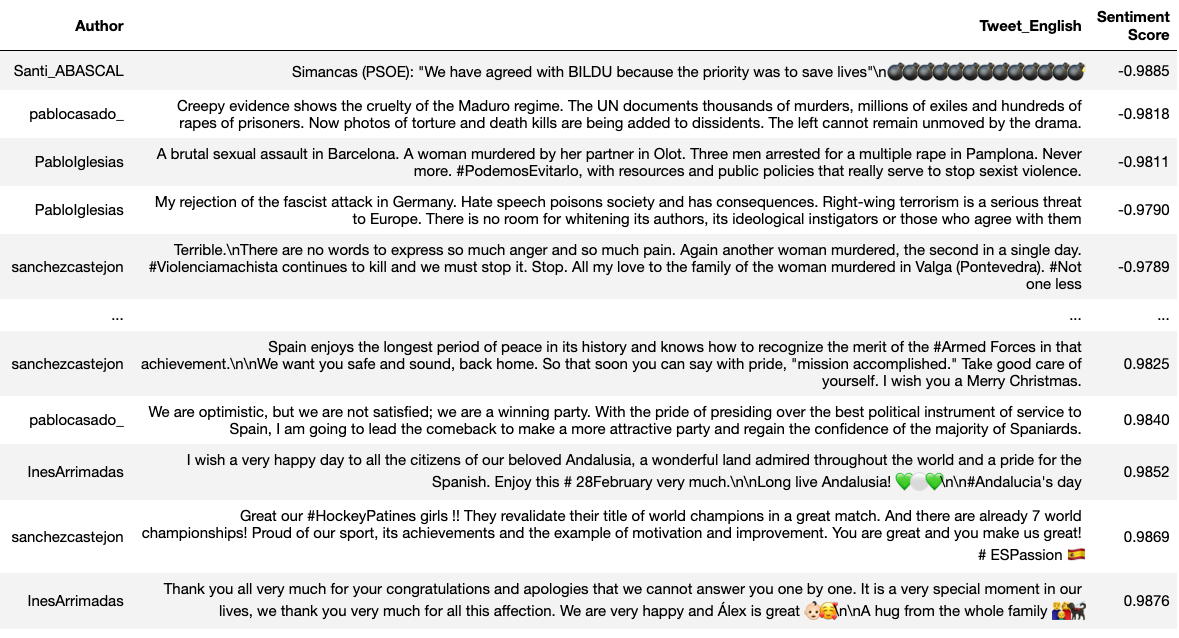 Author Tweet_English Sentiment
Score
Santi_ABASCAL Simancas (PSOE): "We have agreed with BILDU because the priority was to save lives"\n💣💣💣💣💣💣💣💣💣💣💣💣💣 -0.9885
pablocasado_ Creepy evidence shows the cruelty of the Maduro regime. The UN documents thousands of murders, millions of exiles and hundreds of
rapes of prisoners. Now photos of torture and death kills are being added to dissidents. The left cannot remain unmoved by the drama. -0.9818
PabloIglesias A brutal sexual assault in Barcelona. A woman murdered by her partner in Olot. Three men arrested for a multiple rape in Pamplona. Never
more. #PodemosEvitarlo, with resources and public policies that really serve to stop sexist violence. -0.9811
PabloIglesias My rejection of the fascist attack in Germany. Hate speech poisons society and has consequences. Right-wing terrorism is a serious threat
to Europe. There is no room for whitening its authors, its ideological instigators or those who agree with them -0.9790
Terrible.\nThere are no words to express so much anger and so much pain. Again another woman murdered, the second in a single day.
sanchezcastejon #Violenciamachista continues to kill and we must stop it. Stop. All my love to the family of the woman murdered in Valga (Pontevedra). #Not -0.9789
one less
... ... ...
Spain enjoys the longest period of peace in its history and knows how to recognize the merit of the #Armed Forces in that
sanchezcastejon achievement.\n\nWe want you safe and sound, back home. So that soon you can say with pride, "mission accomplished." Take good care of 0.9825
yourself. I wish you a Merry Christmas.
pablocasado_ We are optimistic, but we are not satisfied; we are a winning party. With the pride of presiding over the best political instrument of service to
Spain, I am going to lead the comeback to make a more attractive party and regain the confidence of the majority of Spaniards. 0.9840
InesArrimadas I wish a very happy day to all the citizens of our beloved Andalusia, a wonderful land admired throughout the world and a pride for the
Spanish. Enjoy this # 28February very much.\n\nLong live Andalusia! 💚⚪💚\n\n#Andalucia's day 0.9852
Great our #HockeyPatines girls !! They revalidate their title of world champions in a great match. And there are already 7 world
sanchezcastejon championships! Proud of our sport, its achievements and the example of motivation and improvement. You are great and you make us great! 0.9869
# ESPassion 🇪🇸
InesArrimadas Thank you all very much for your congratulations and apologies that we cannot answer you one by one. It is a very special moment in our
lives, we thank you very much for all this affection. We are very happy and Álex is great 👶🏻🥰\n\nA hug from the whole family 👨‍👩‍👦🐈‍⬛ 0.9876